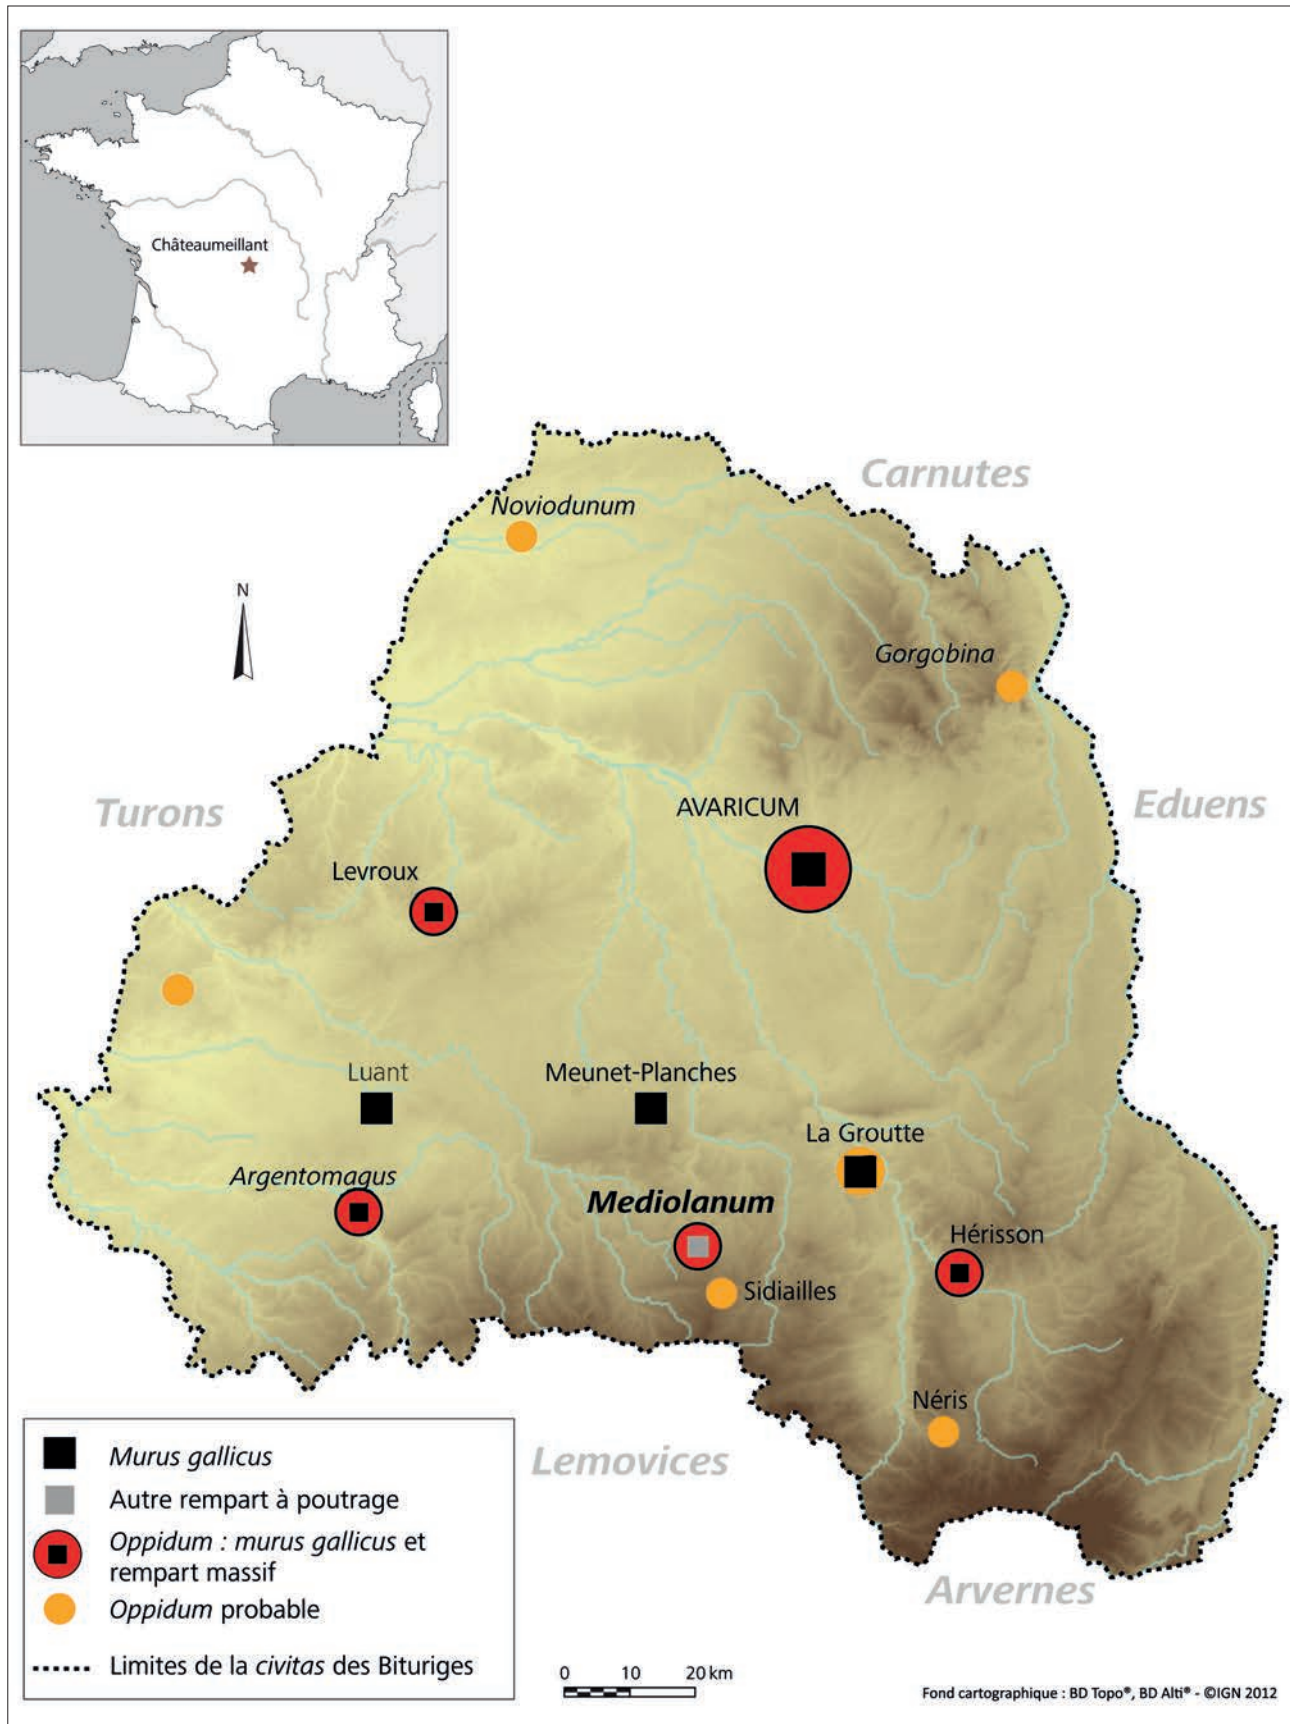 Châteaumeillant
Carnutes
Noviodunum
N
Gorgobina
Turons
AVARICUM
Eduens
Levroux
Luant
Meunet-Planches
La Groutte
Argentomagus
Mediolanum
Hérisson
Sidiailles
Néris
Lemovices
Arvernes
Murus gallicus
Autre rempart à poutrage
Oppidum : murus gallicus et
rempart massif
Oppidum probable
Limites de la civitas des Bituriges
0 10 20 km
Fond cartographique : BD Topo®, BD Alti® - ©IGN 2012